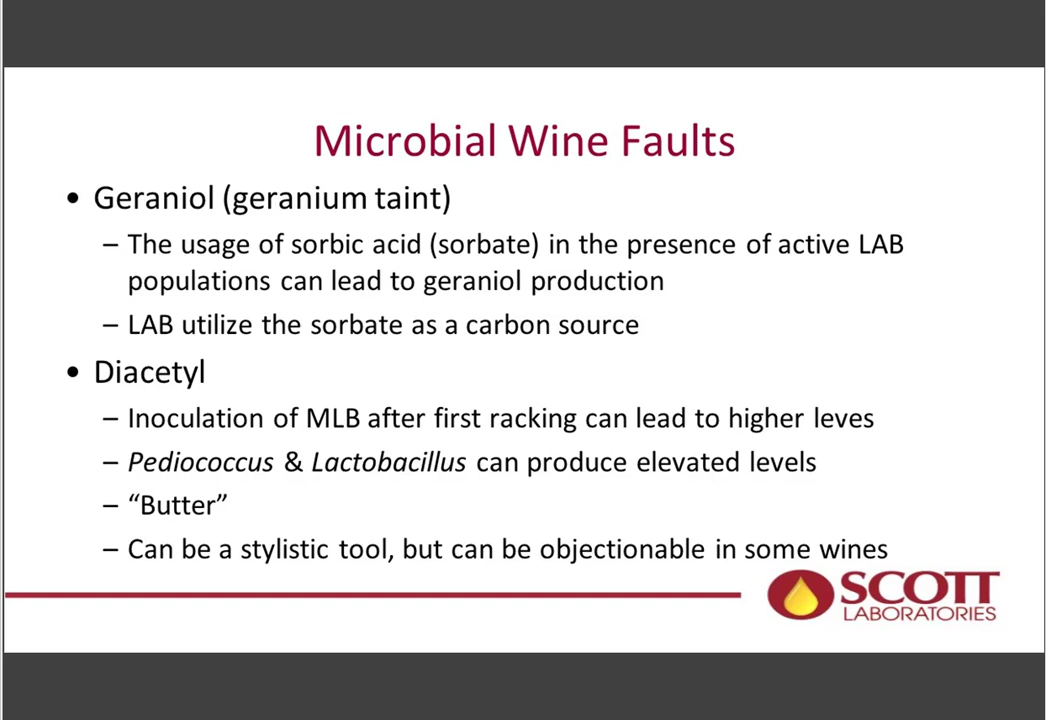 Microbial Wine Faults
• Geraniol (geranium taint)
– The usage of sorbic acid (sorbate) in the presence of active LAB
populations can lead to geraniol production
– LAB utilize the sorbate as a carbon source
• Diacetyl
– Inoculation of MLB after first racking can lead to higher leves
– Pediococcus & Lactobacillus can produce elevated levels
– “Butter”
– Can be a stylistic tool, but can be objectionable in some wines
SCOTT
LABORATORIES